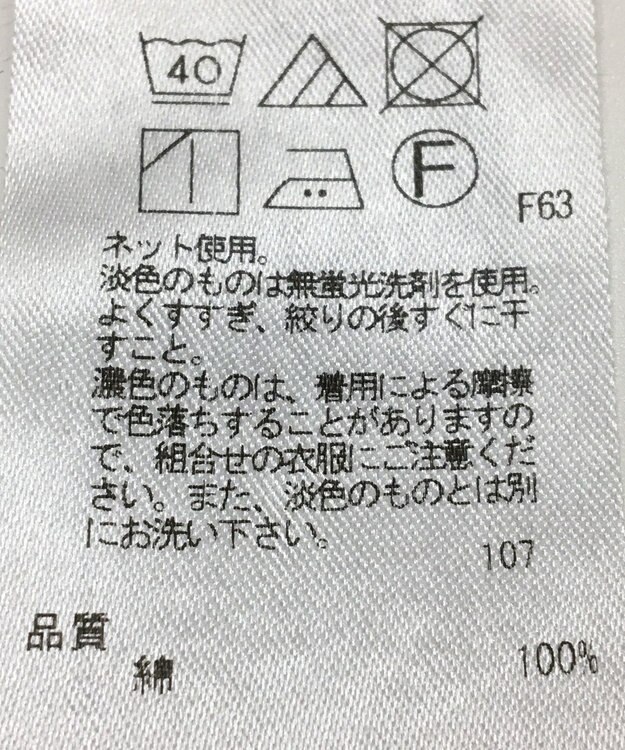 40
F
F63
ネット使用。
淡色のものは無蛍光洗剤を使用。
よくすすぎ、絞りの後すぐに干
すこと。
濃色のものは、着用による摩擦
で色落ちすることがありますの
で、組合せの衣服にご注意くだ
さい。また、淡色のものとは別
にお洗い下さい。
107
品質
綿 100%